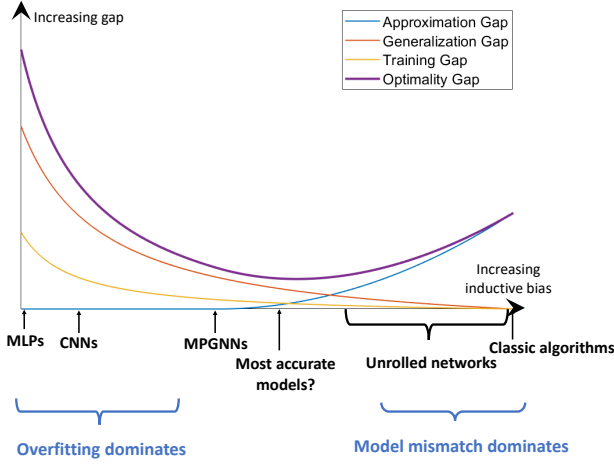 Increasing gap
Approximation Gap
Generalization Gap
Training Gap
Optimality Gap
Increasing
inductive bias
MLPs
CNNs
MPGNNs
Most accurate
models?
Unrolled networks
Classic algorithms
Overfitting dominates
Model mismatch dominates